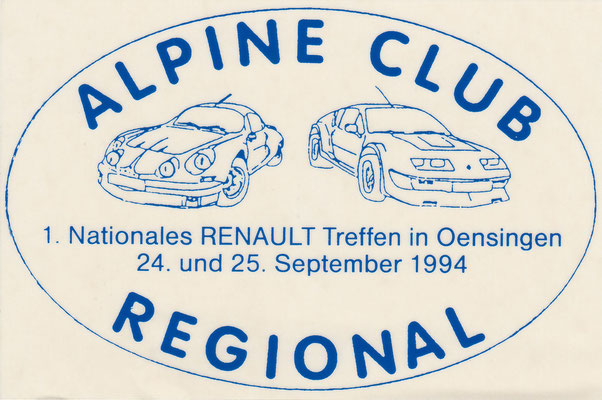 ALPINE CLUB
1. Nationales RENAULT Treffen in Oensingen
24. und 25. September 1994
REGIONAL